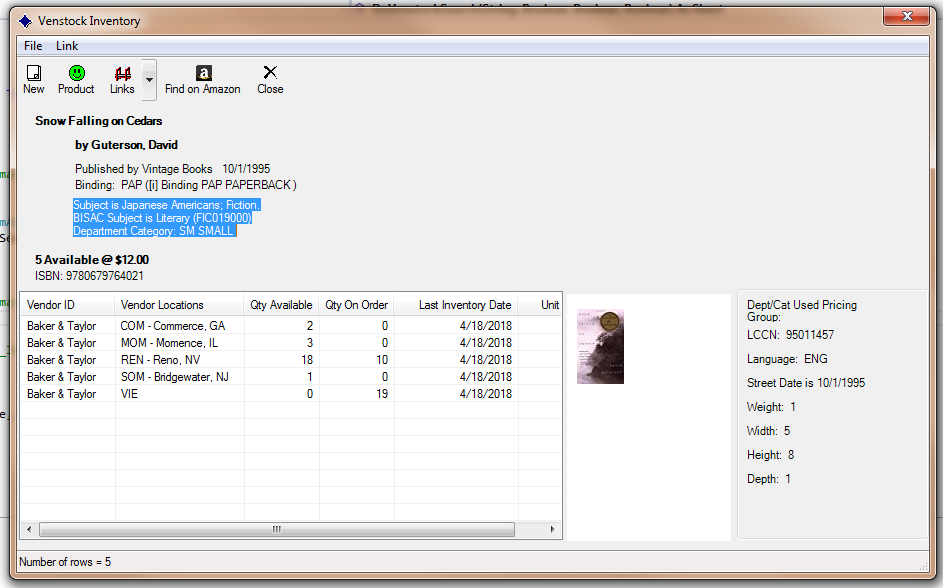 Venstock Inventory
File Link
New Product Links Find on Amazon Close
Snow Falling on Cedars
by Guterson, David
Published by Vintage Books 10/1/1995
Binding: PAP ([i] Binding PAP PAPERBACK )
Subject is Japanese Americans; Fiction.
BISAC Subject is Literary (FIC019000)
Department Category: SM SMALL
5 Available @ $12.00
ISBN: 9780679764021
Vendor ID Vendor Locations Qty Available Qty On Order Last Inventory Date Unit
Baker & Taylor COM - Commerce, GA 2 0 4/18/2018
Baker & Taylor MOM - Momence, IL 3 0 4/18/2018
Baker & Taylor REN - Reno, NV 18 10 4/18/2018
Baker & Taylor SOM - Bridgewater, NJ 1 0 4/18/2018
Baker & Taylor VIE 0 19 4/18/2018
Dept/Cat Used Pricing
Group:
LCCN: 95011457
Language: ENG
Street Date is 10/1/1995
Weight: 1
Width: 5
Height: 8
Depth: 1
Number of rows = 5